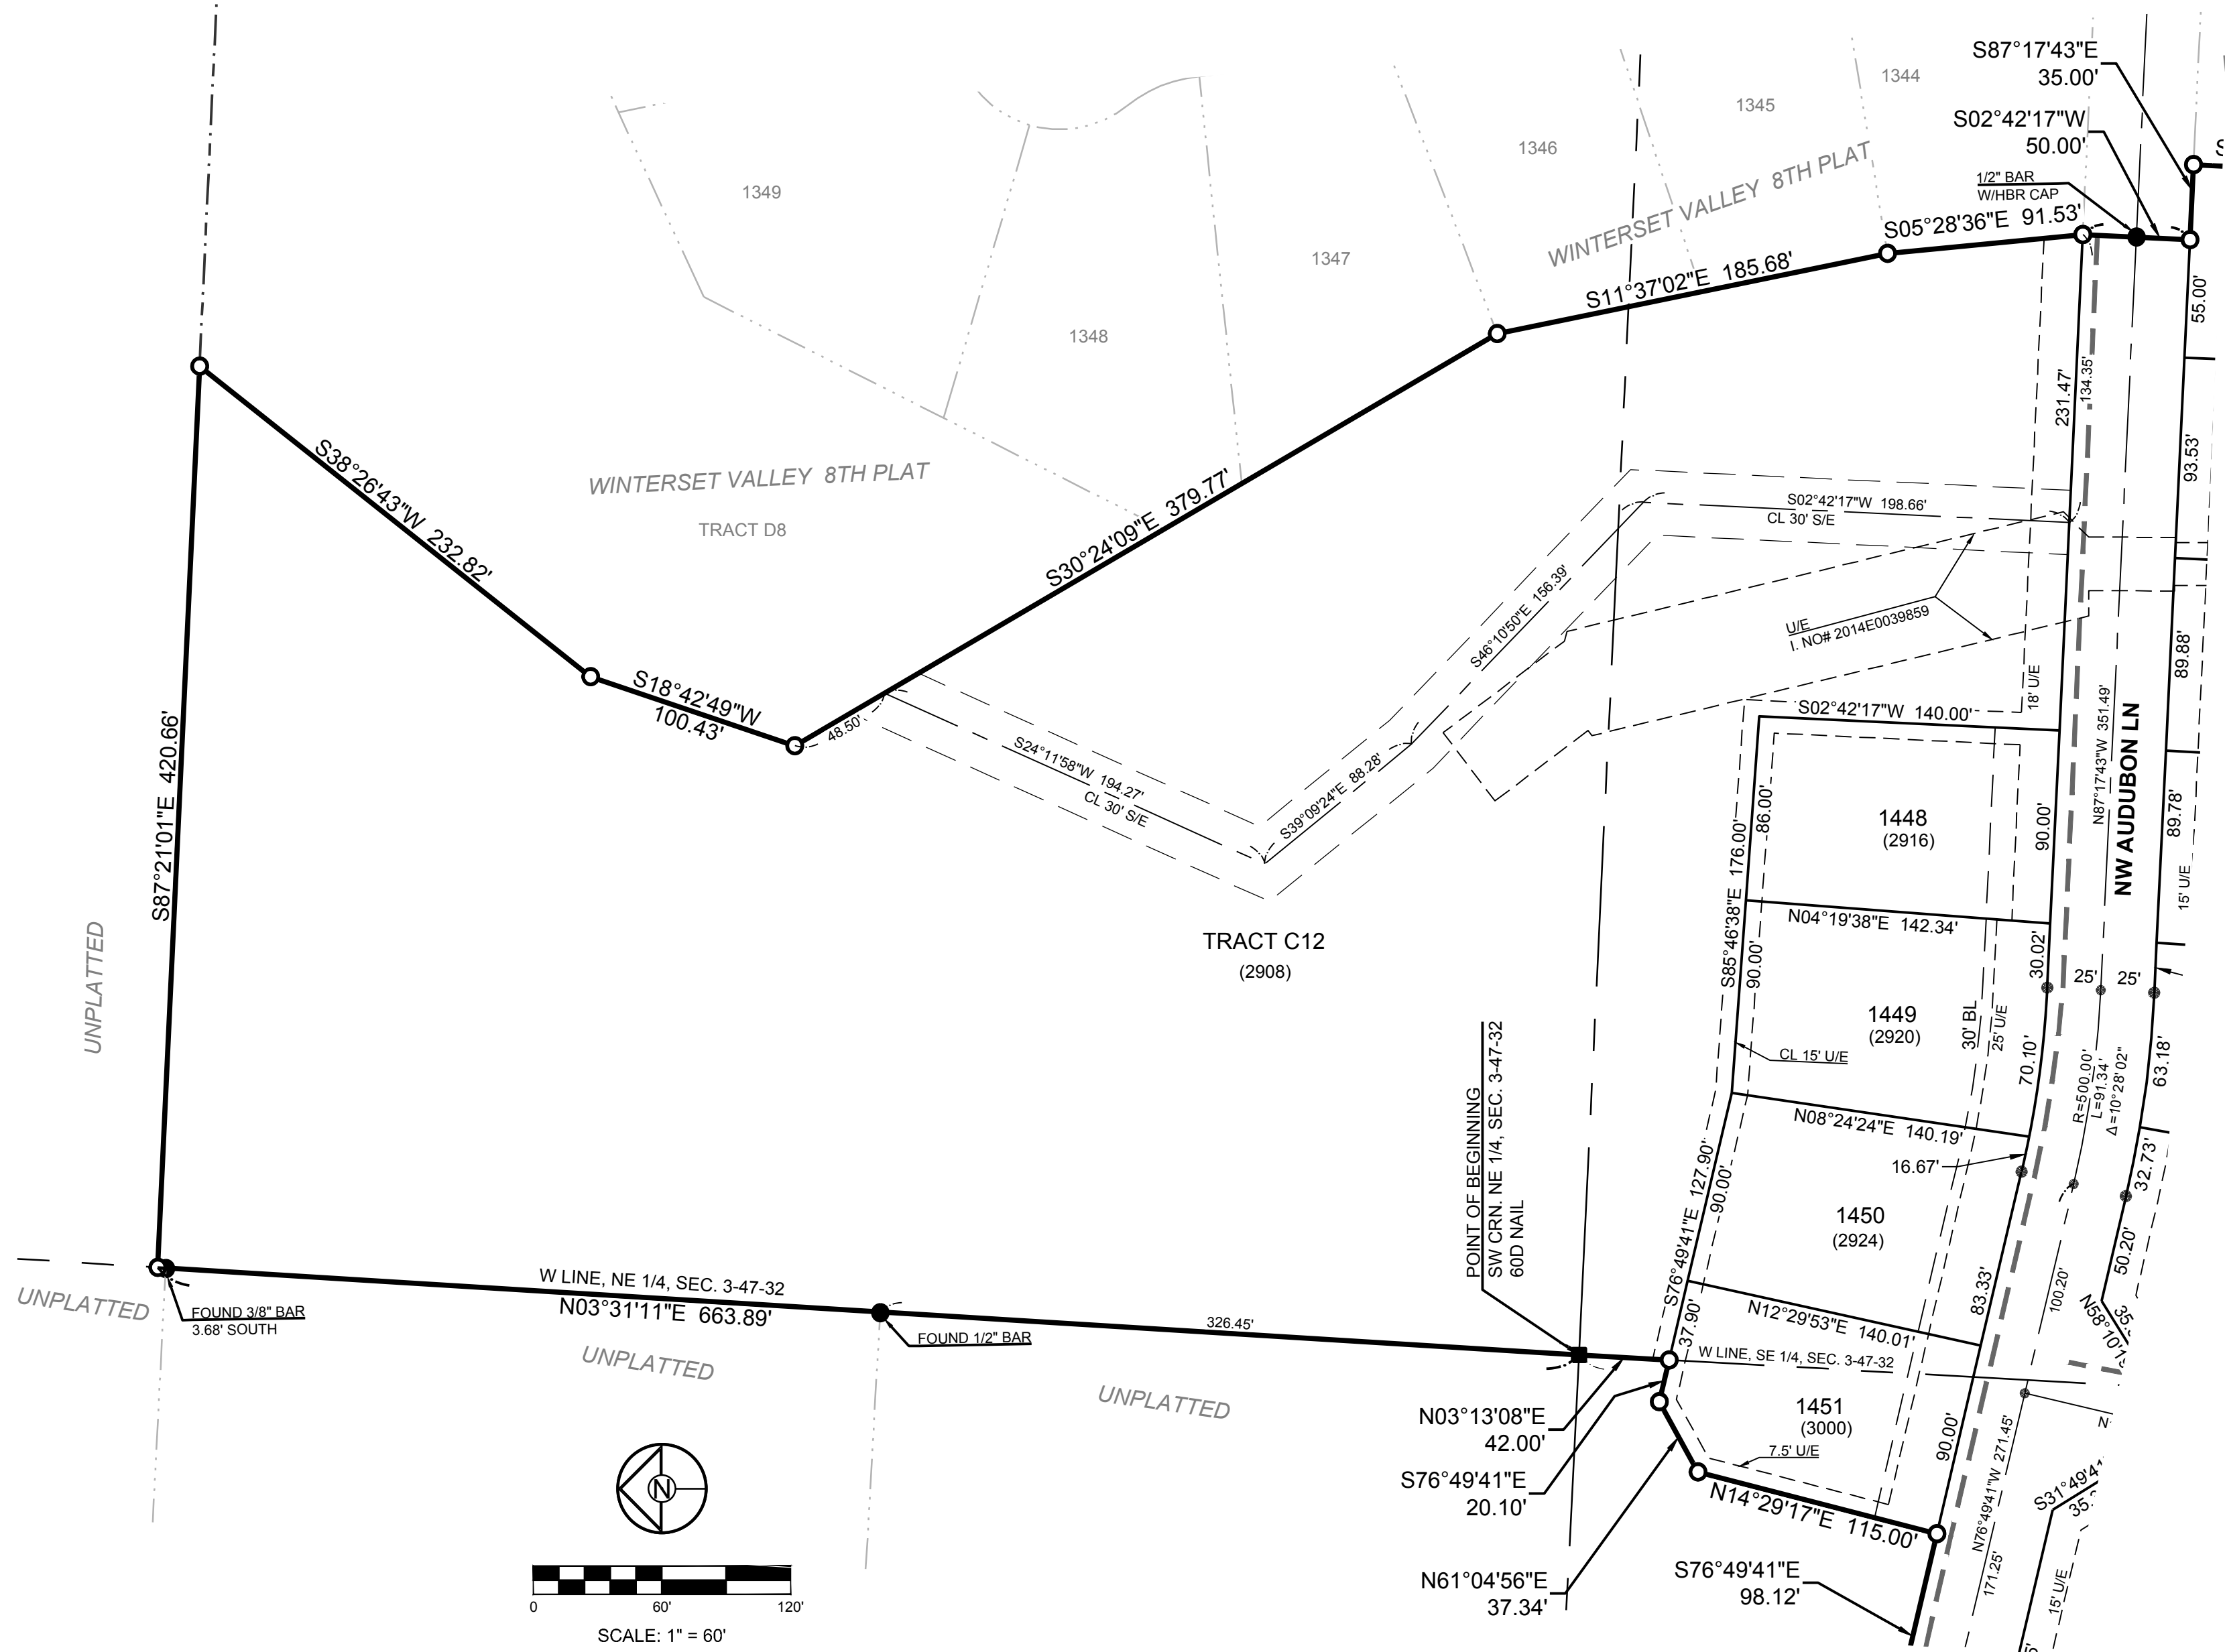 S87°17'43"E
35.00'
S02°42'17"W
50.00'
1/2" BAR
W/HBR CAP
1344
1345
1346
1347
1348
1349
WINTERSET VALLEY 8TH PLAT
S05°28'36"E 91.53'
S11°37'02"E 185.68'
S30°24'09"E 379.77'
WINTERSET VALLEY 8TH PLAT
TRACT D8
S38°26'43"W 232.82'
S18°42'49"W
100.43'
48.50'
S87°21'01"E 420.66'
UNPLATTED
S24°11'58"W 194.27'
CL 30' S/E
S39°09'24"E 88.28'
S46°10'50"E 156.39'
S02°42'17"W 198.66'
CL 30' S/E
U/E
I. NO# 2014E0039859
18' U/E
231.47'
134.35'
55.00'
93.53'
89.88'
89.78'
15' U/E
N87°17'43"W 351.49'
NW AUDUBON LN
S02°42'17"W 140.00'
86.00'
S85°46'38"E 176.00'
1448
(2916)
90.00'
N04°19'38"E 142.34'
90.00'
1449
(2920)
30.02'
25'
25'
30' BL
25' U/E
CL 15' U/E
70.10'
R=500.00'
L=91.34'
Δ=10°28'02"
63.18'
N08°24'24"E 140.19'
16.67'
32.73'
TRACT C12
(2908)
POINT OF BEGINNING
SW CRN. NE 1/4, SEC. 3-47-32
60D NAIL
S76°49'41"E 127.90'
90.00'
1450
(2924)
83.33'
100.20'
50.20'
N58°10'1
35.
N12°29'53"E 140.01'
37.90'
W LINE, SE 1/4, SEC. 3-47-32
1451
(3000)
90.00'
7.5' U/E
N14°29'17"E 115.00'
N76°49'41"W 271.45'
171.25'
N
S31°49'41
35.
15' U/E
UNPLATTED
FOUND 3/8" BAR
3.68' SOUTH
W LINE, NE 1/4, SEC. 3-47-32
N03°31'11"E 663.89'
FOUND 1/2" BAR
326.45'
UNPLATTED
UNPLATTED
N03°13'08"E
42.00'
S76°49'41"E
20.10'
N61°04'56"E
37.34'
S76°49'41"E
98.12'
N
0 60' 120'
SCALE: 1" = 60'